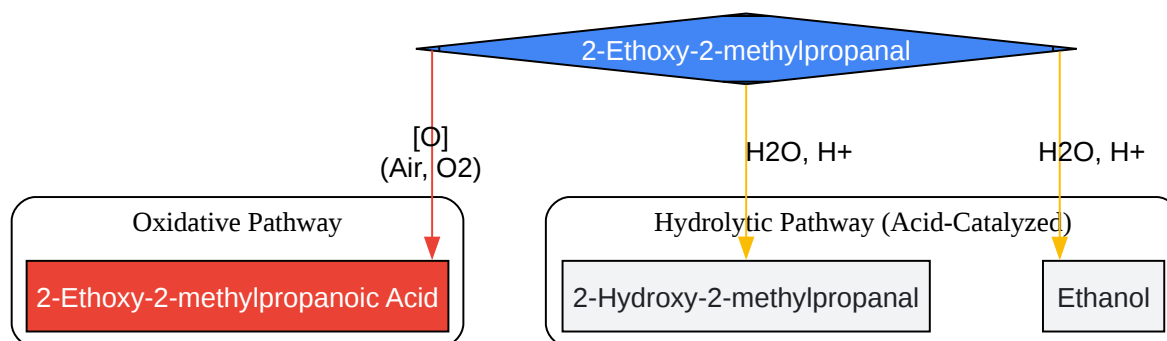 2-Ethoxy-2-methylpropanal
[O]
(Air, O2)
H2O, H+
H2O, H+
Oxidative Pathway
Hydrolytic Pathway (Acid-Catalyzed)
2-Ethoxy-2-methylpropanoic Acid
2-Hydroxy-2-methylpropanal
Ethanol